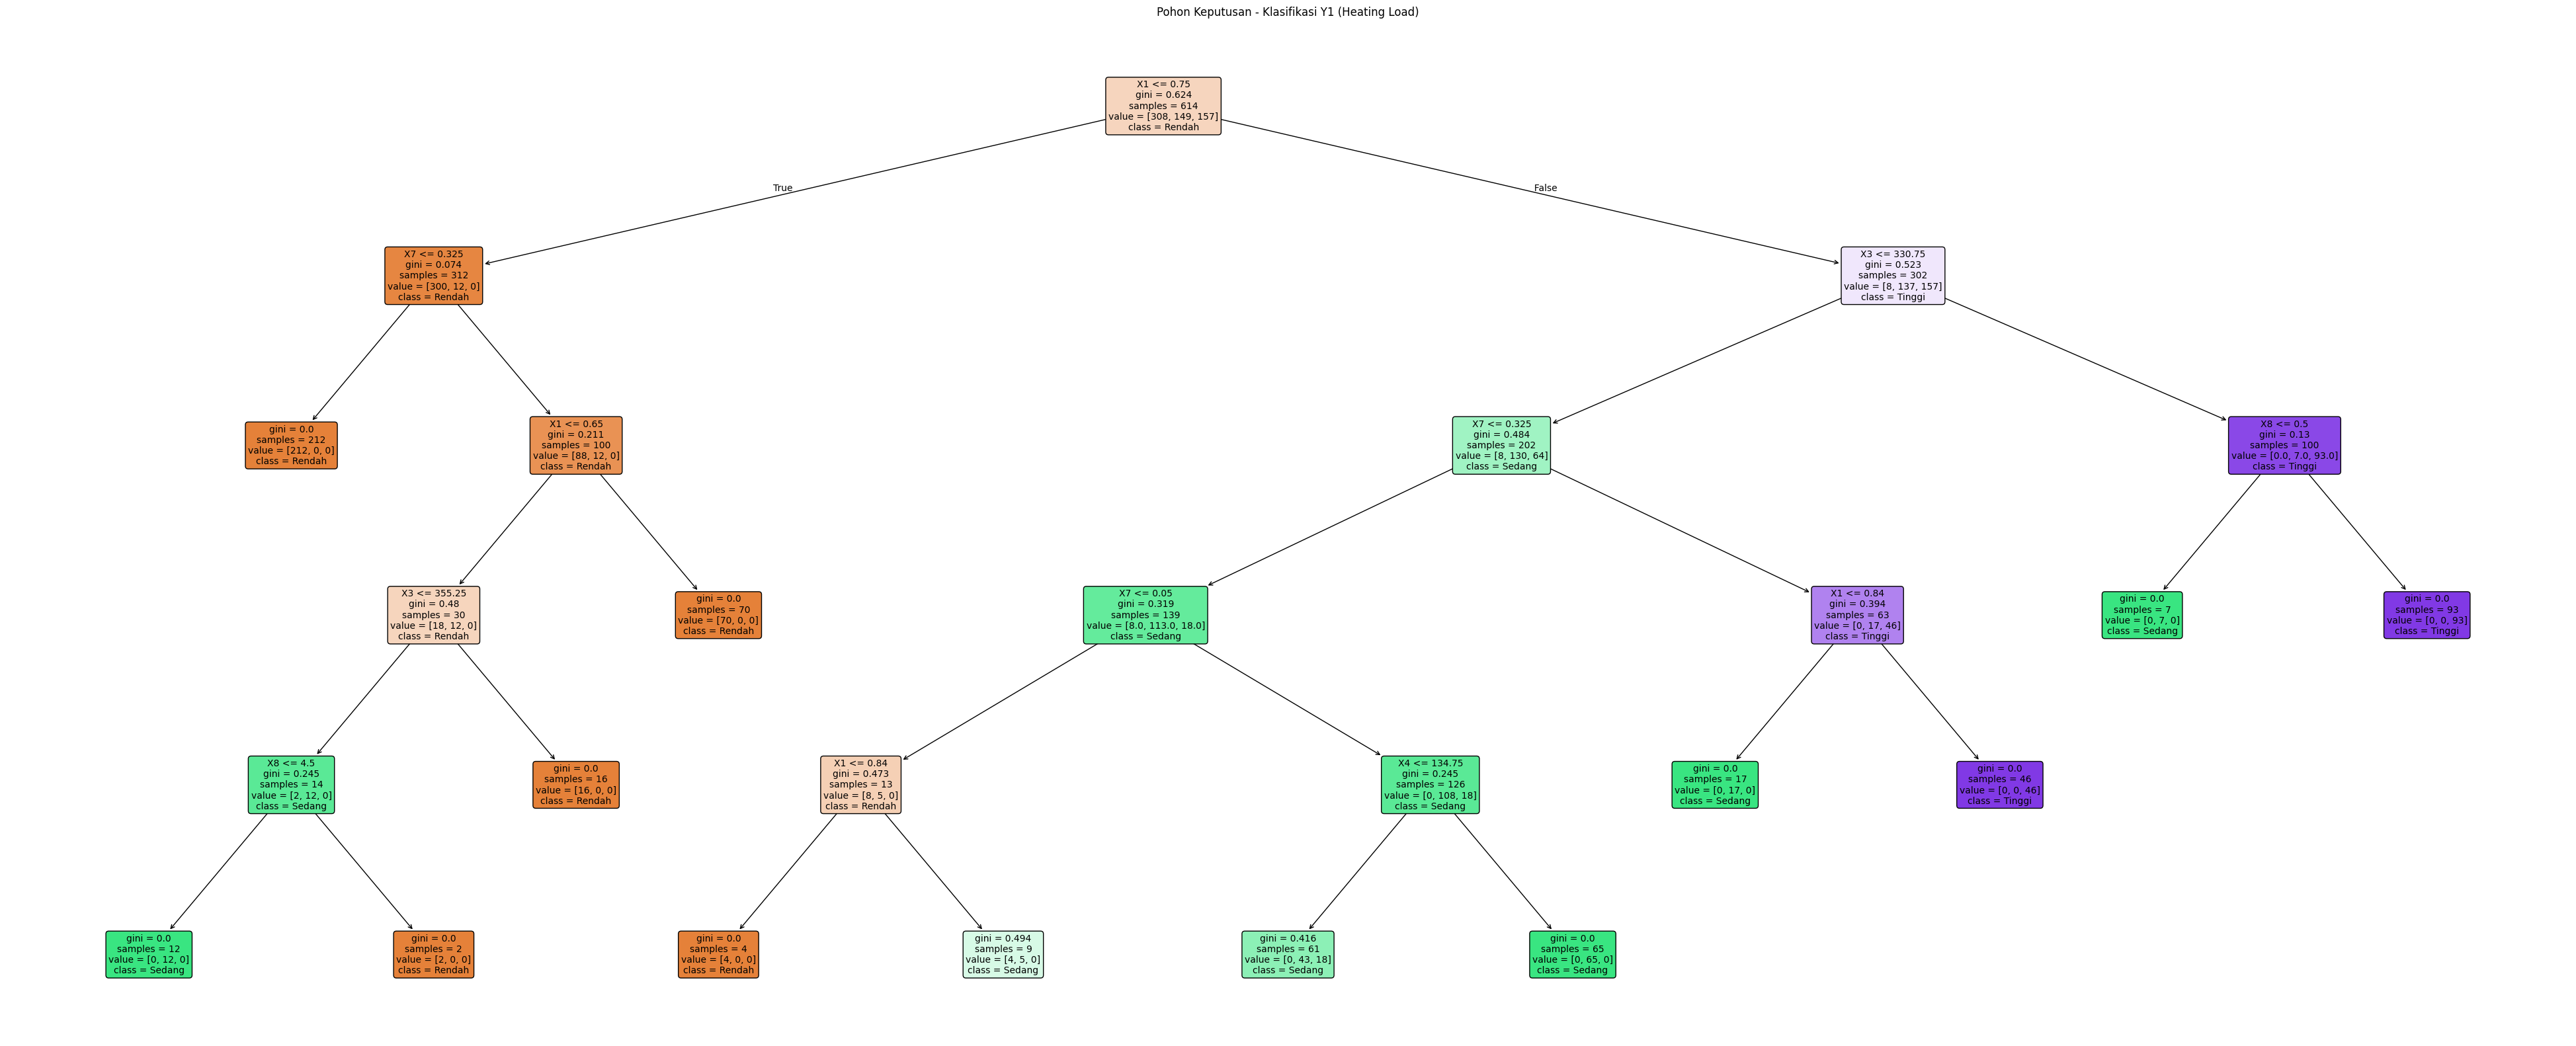 Pohon Keputusan - Klasifikasi Y1 (Heating Load)
X1 <= 0.75
gini = 0.624
samples = 614
value = [308, 149, 157]
class = Rendah
True
False
X7 <= 0.325
gini = 0.074
samples = 312
value = [300, 12, 0]
class = Rendah
X3 <= 330.75
gini = 0.523
samples = 302
value = [8, 137, 157]
class = Tinggi
gini = 0.0
samples = 212
value = [212, 0, 0]
class = Rendah
X1 <= 0.65
gini = 0.211
samples = 100
value = [88, 12, 0]
class = Rendah
X7 <= 0.325
gini = 0.484
samples = 202
value = [8, 130, 64]
class = Sedang
X8 <= 0.5
gini = 0.13
samples = 100
value = [0.0, 7.0, 93.0]
class = Tinggi
X3 <= 355.25
gini = 0.48
samples = 30
value = [18, 12, 0]
class = Rendah
gini = 0.0
samples = 70
value = [70, 0, 0]
class = Rendah
X7 <= 0.05
gini = 0.319
samples = 139
value = [8.0, 113.0, 18.0]
class = Sedang
X1 <= 0.84
gini = 0.394
samples = 63
value = [0, 17, 46]
class = Tinggi
gini = 0.0
samples = 7
value = [0, 7, 0]
class = Sedang
gini = 0.0
samples = 93
value = [0, 0, 93]
class = Tinggi
X8 <= 4.5
gini = 0.245
samples = 14
value = [2, 12, 0]
class = Sedang
gini = 0.0
samples = 16
value = [16, 0, 0]
class = Rendah
X1 <= 0.84
gini = 0.473
samples = 13
value = [8, 5, 0]
class = Rendah
X4 <= 134.75
gini = 0.245
samples = 126
value = [0, 108, 18]
class = Sedang
gini = 0.0
samples = 17
value = [0, 17, 0]
class = Sedang
gini = 0.0
samples = 46
value = [0, 0, 46]
class = Tinggi
gini = 0.0
samples = 12
value = [0, 12, 0]
class = Sedang
gini = 0.0
samples = 2
value = [2, 0, 0]
class = Rendah
gini = 0.0
samples = 4
value = [4, 0, 0]
class = Rendah
gini = 0.494
samples = 9
value = [4, 5, 0]
class = Sedang
gini = 0.416
samples = 61
value = [0, 43, 18]
class = Sedang
gini = 0.0
samples = 65
value = [0, 65, 0]
class = Sedang